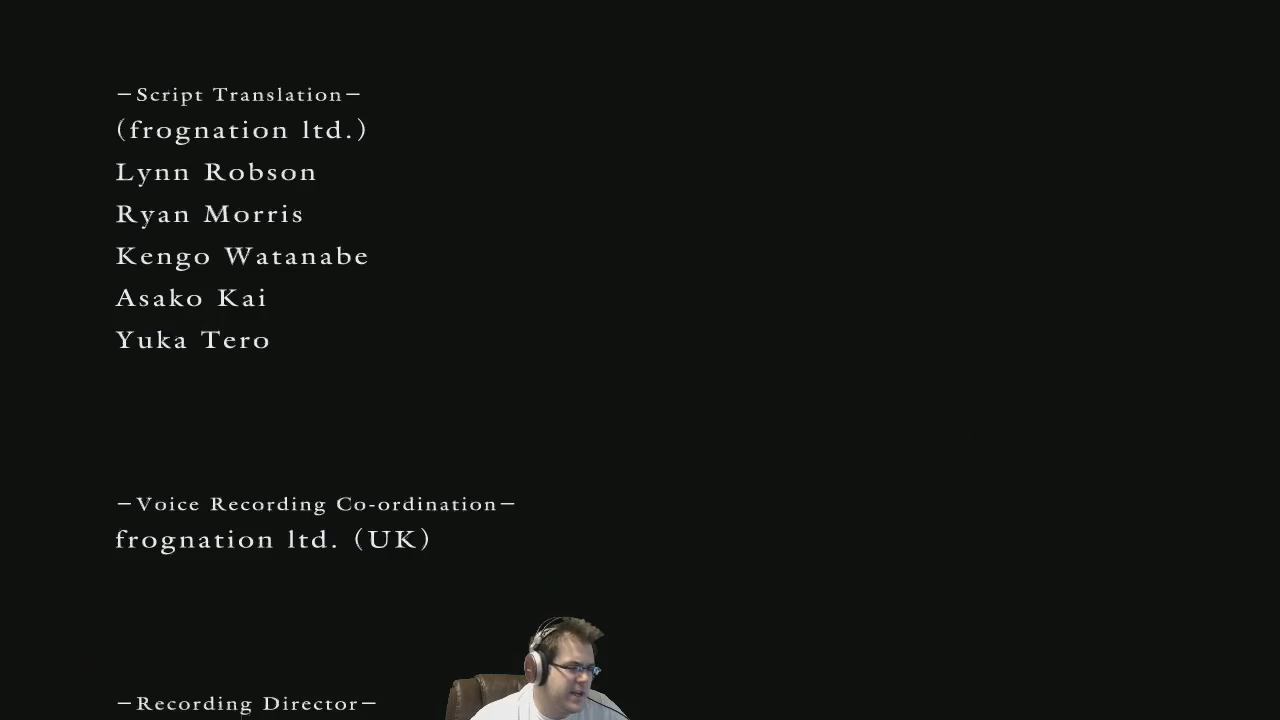 －Script Translation－
(frognation ltd.)
Lynn Robson
Ryan Morris
Kengo Watanabe
Asako Kai
Yuka Tero
－Voice Recording Co-ordination－
frognation ltd. (UK)
－Recording Director－